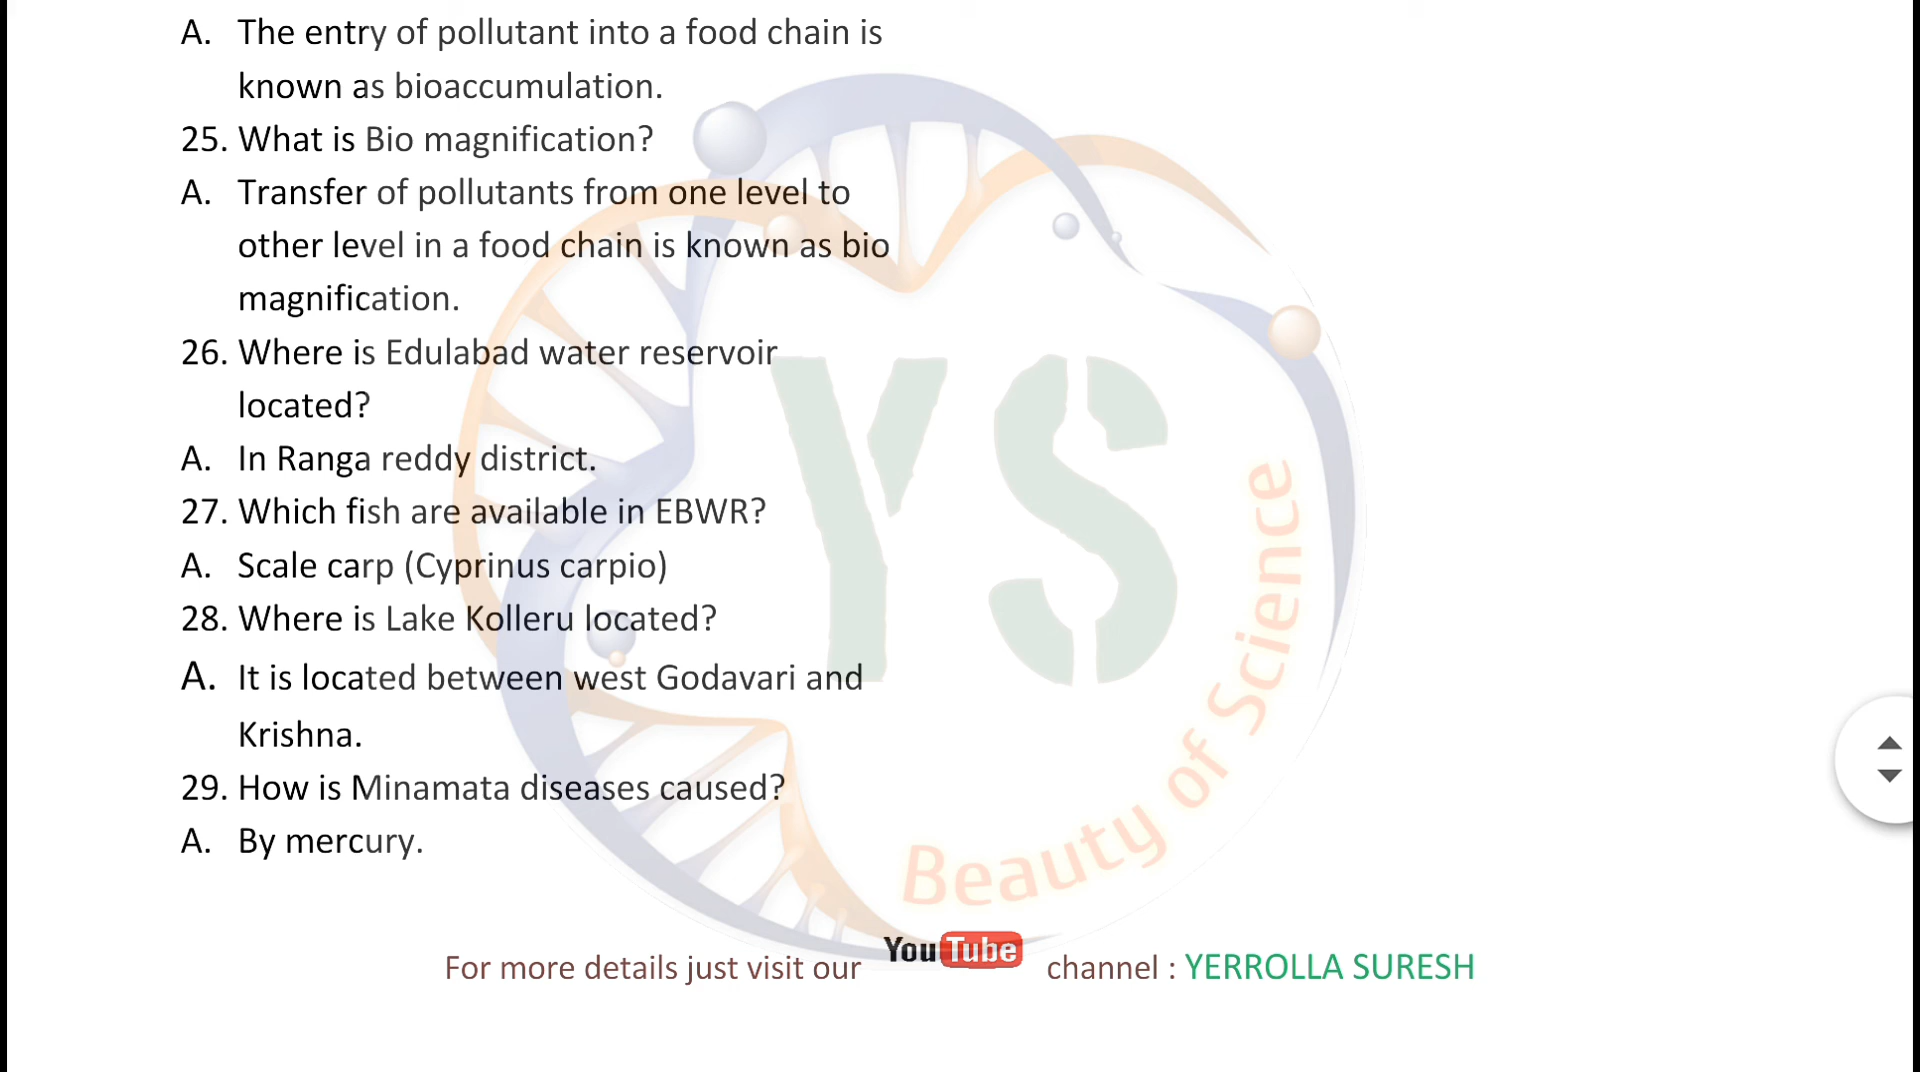 A. The entry of pollutant into a food chain is
known as bioaccumulation.
25. What is Bio magnification?
A. Transfer of pollutants from one level to
other level in a food chain is known as bio
magnification.
26. Where is Edulabad water reservoir
located?
A. In Ranga reddy district.
27. Which fish are available in EBWR?
A. Scale carp (Cyprinus carpio)
28. Where is Lake Kolleru located?
A. It is located between west Godavari and
Krishna.
29. How is Minamata diseases caused?
A. By mercury.
YS
Beauty of Science
For more details just visit our YouTube channel : YERROLLA SURESH